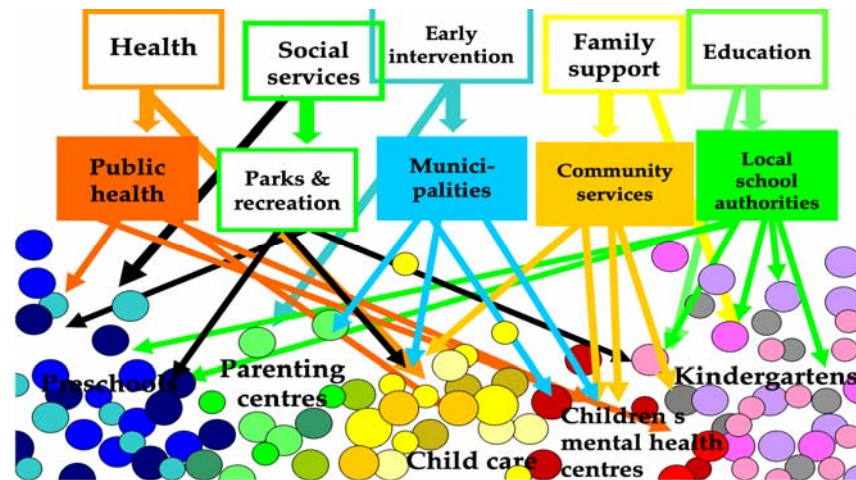 Health
Social
services
Early
intervention
Family
support
Education
Public
health
Parks &
recreation
Munici-
palities
Community
services
Local
school
authorities
Preschools
Parenting
centres
Child care
Children s
mental health
centres
Kindergartens